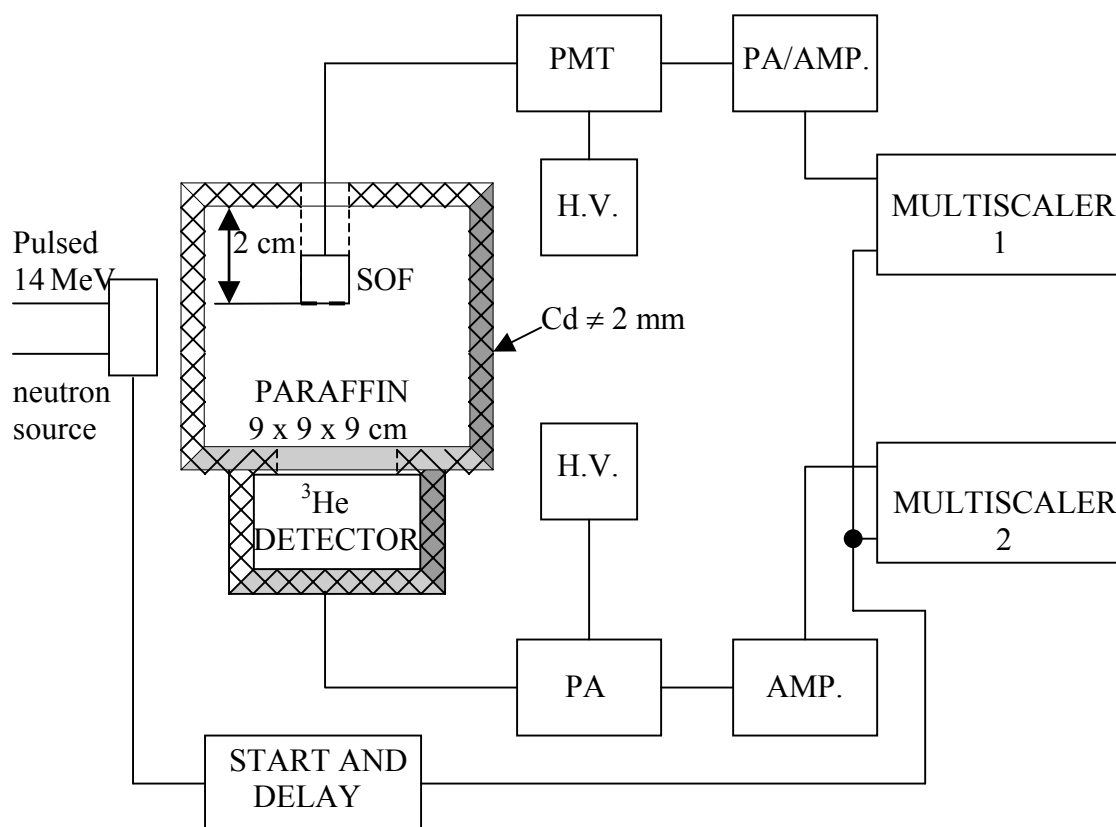 PMT
PA/AMP.
H.V.
MULTISCALER
1
Pulsed
14 MeV
neutron
source
2 cm
SOF
Cd ≠ 2 mm
PARAFFIN
9 x 9 x 9 cm
³He
DETECTOR
H.V.
MULTISCALER
2
PA
AMP.
START AND
DELAY